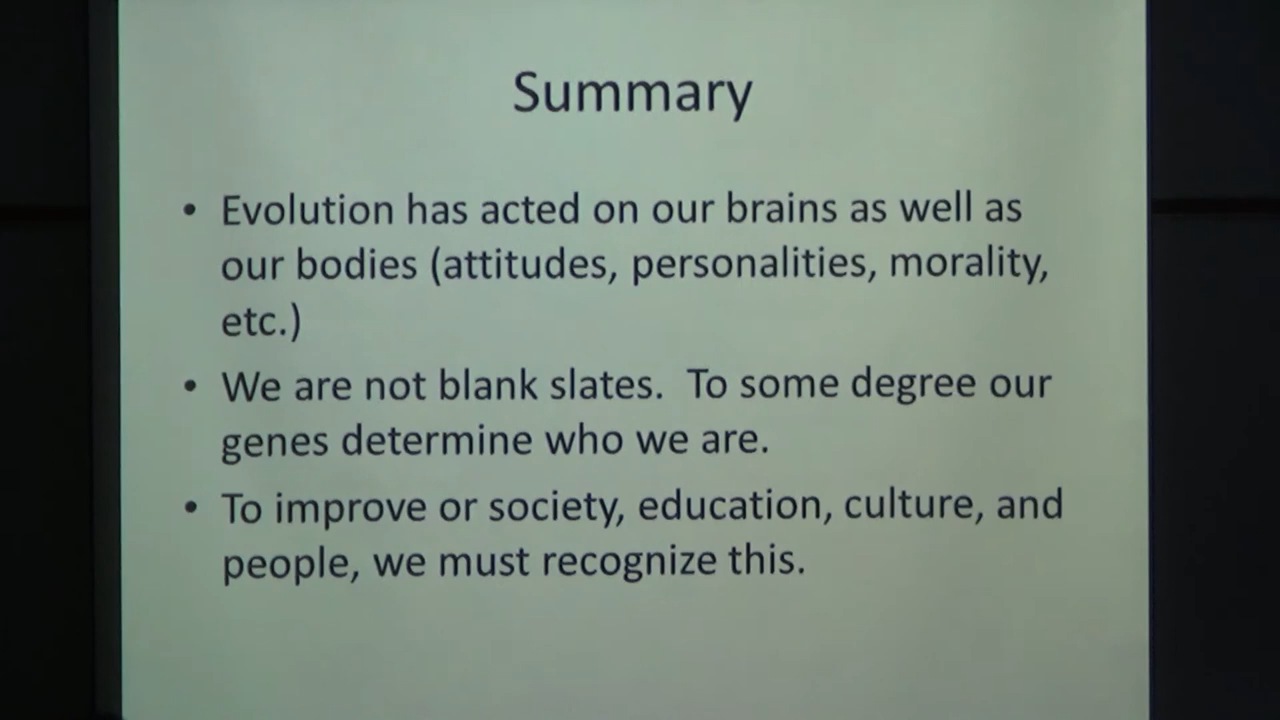 Summary
• Evolution has acted on our brains as well as
our bodies (attitudes, personalities, morality,
etc.)
• We are not blank slates.  To some degree our
genes determine who we are.
• To improve or society, education, culture, and
people, we must recognize this.